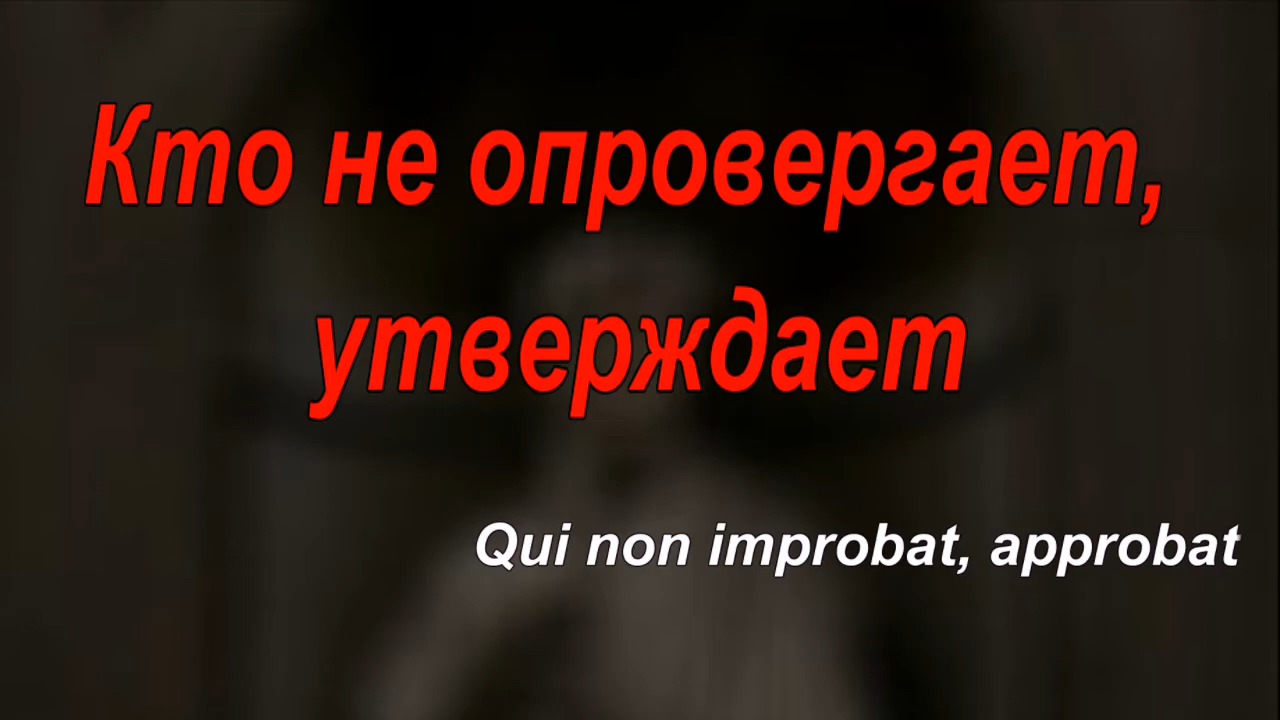 Кто не опровергает,
утверждает
Qui non improbat, approbat